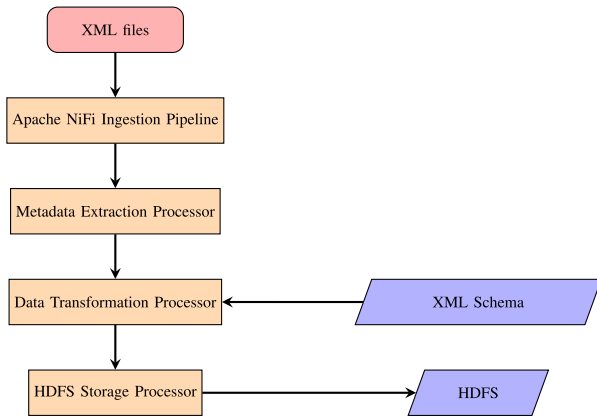 XML files
Apache NiFi Ingestion Pipeline
Metadata Extraction Processor
Data Transformation Processor
XML Schema
HDFS Storage Processor
HDFS